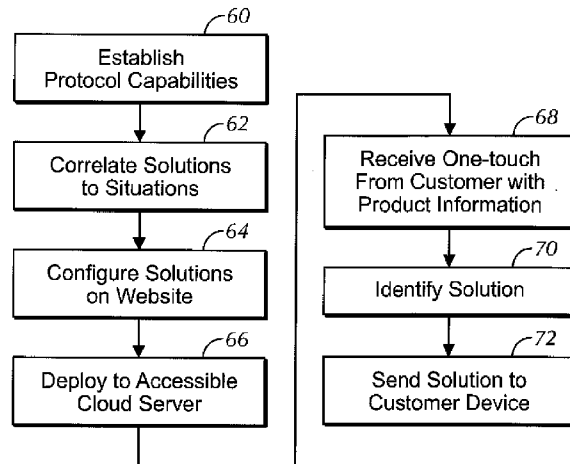 60
Establish
Protocol Capabilities
62
Correlate Solutions
to Situations
64
Configure Solutions
on Website
66
Deploy to Accessible
Cloud Server
68
Receive One-touch
From Customer with
Product Information
70
Identify Solution
72
Send Solution to
Customer Device